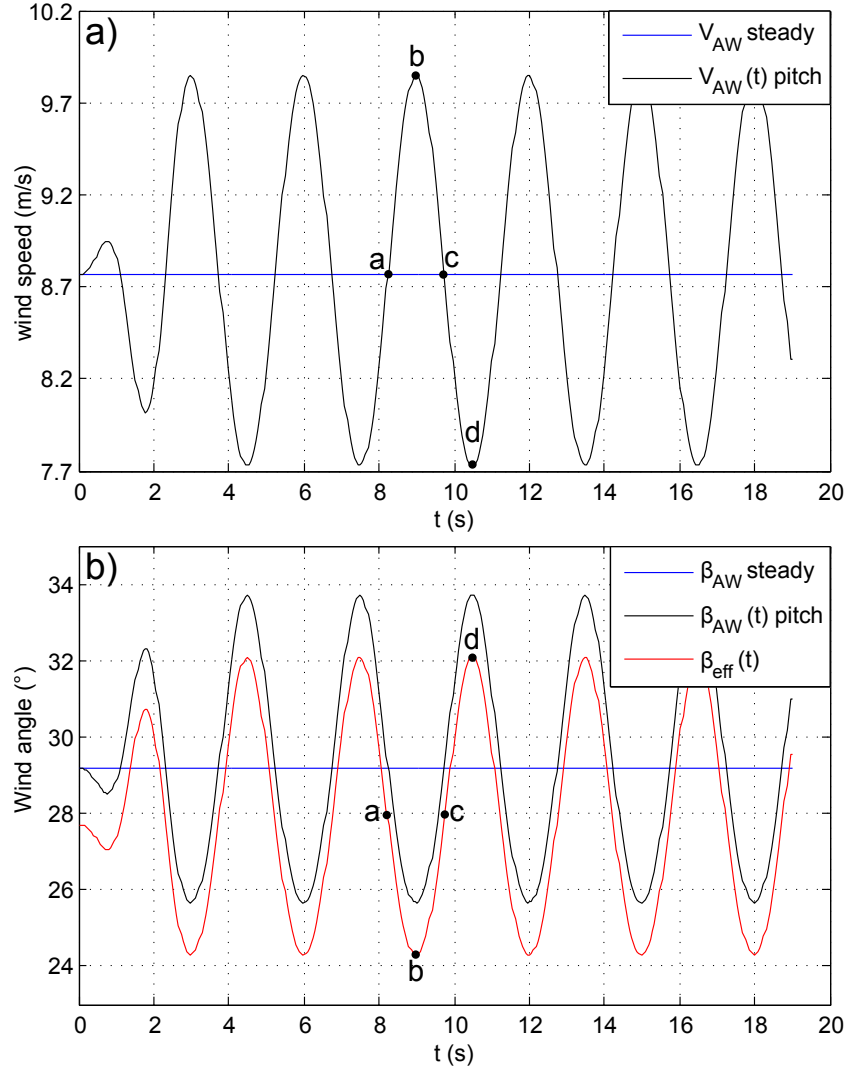 a)
V_AW steady
V_AW (t) pitch
wind speed (m/s)
10.2
9.7
9.2
8.7
8.2
7.7
a
b
c
d
0 2 4 6 8 10 12 14 16 18 20
t (s)
b)
β_AW steady
β_AW (t) pitch
β_eff (t)
Wind angle (°)
34
32
30
29
28
26
24
a
b
c
d
0 2 4 6 8 10 12 14 16 18 20
t (s)